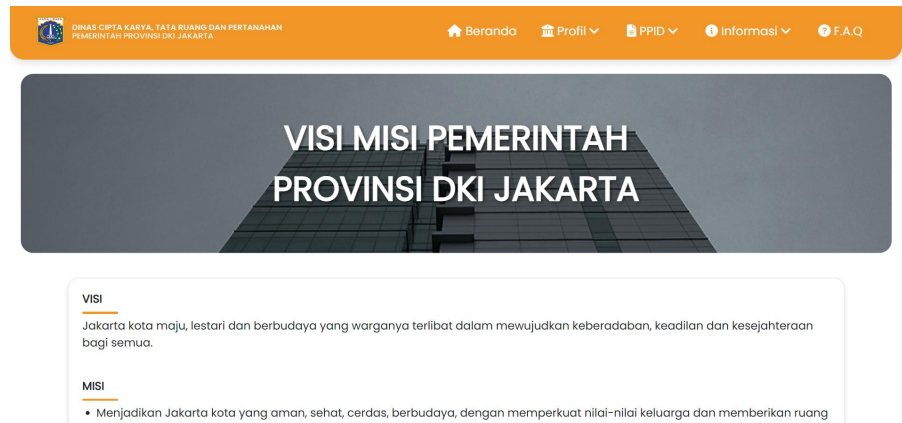 DINAS CIPTA KARYA, TATA RUANG DAN PERTANAHAN
PEMERINTAH PROVINSI DKI JAKARTA
Beranda
Profil
PPID
Informasi
F.A.Q
VISI MISI PEMERINTAH
PROVINSI DKI JAKARTA
VISI
Jakarta kota maju, lestari dan berbudaya yang warganya terlibat dalam mewujudkan keberadaban, keadilan dan kesejahteraan
bagi semua.
MISI
• Menjadikan Jakarta kota yang aman, sehat, cerdas, berbudaya, dengan memperkuat nilai-nilai keluarga dan memberikan ruang